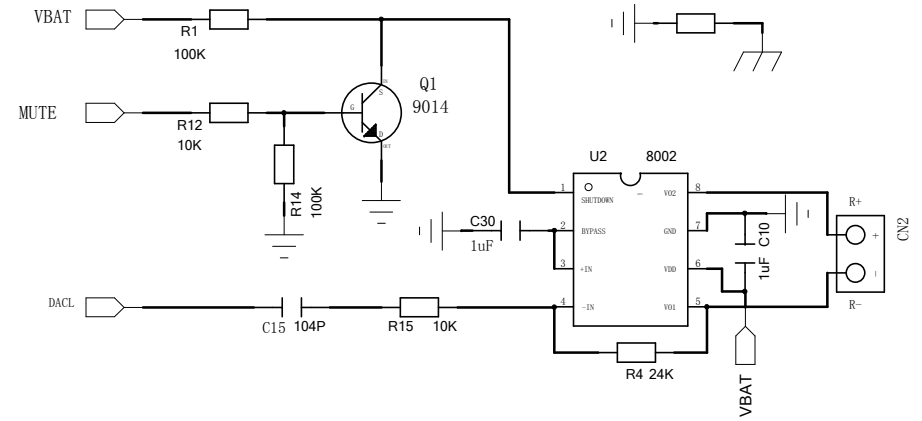 VBAT
R1
100K
MUTE
R12
10K
R14
100K
Q1
9014
G
S
D
OUT
U2 8002
1
SHUTDOWN
2
BYPASS
3
+IN
4
-IN
8
VO2
7
GND
6
VDD
5
VO1
C30
1uF
C10
1uF
R+
+
-
R-
CN2
DACL
C15 104P
R15 10K
R4 24K
VBAT